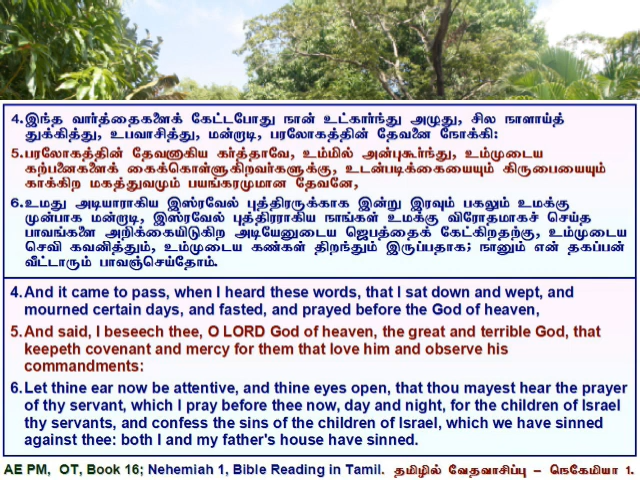 4.இந்த வார்த்தைகளைக் கேட்டபோது நான் உட்கார்ந்து அழுது, சில நாளாய்த்
துக்கித்து, உபவாசித்து, மன்றாடி, பரலோகத்தின் தேவனை நோக்கி:
5.பரலோகத்தின் தேவனாகிய கர்த்தாவே, உம்மில் அன்புகூர்ந்து, உம்முடைய
கற்பனைகளைக் கைக்கொள்ளுகிறவர்களுக்கு, உடன்படிக்கையையும் கிருபையையும்
காக்கிற மகத்துவமும் பயங்கரமுமான தேவனே,
6.உமது அடியாராகிய இஸ்ரவேல் புத்திரருக்காக இன்று இரவும் பகலும் உமக்கு
முன்பாக மன்றாடி, இஸ்ரவேல் புத்திரராகிய நாங்கள் உமக்கு விரோதமாகச் செய்த
பாவங்களை அறிக்கையிடுகிற அடியேனுடைய ஜெபத்தைக் கேட்கிறதற்கு, உம்முடைய
செவி கவனித்தும், உம்முடைய கண்கள் திறந்தும் இருப்பதாக; நானும் என் தகப்பன்
வீட்டாரும் பாவஞ்செய்தோம்.
4.And it came to pass, when I heard these words, that I sat down and wept, and
mourned certain days, and fasted, and prayed before the God of heaven,
5.And said, I beseech thee, O LORD God of heaven, the great and terrible God, that
keepeth covenant and mercy for them that love him and observe his
commandments:
6.Let thine ear now be attentive, and thine eyes open, that thou mayest hear the prayer
of thy servant, which I pray before thee now, day and night, for the children of Israel
thy servants, and confess the sins of the children of Israel, which we have sinned
against thee: both I and my father's house have sinned.
AE PM, OT, Book 16; Nehemiah 1, Bible Reading in Tamil. தமிழில் வேதவாசிப்பு – நெகேமியா 1.